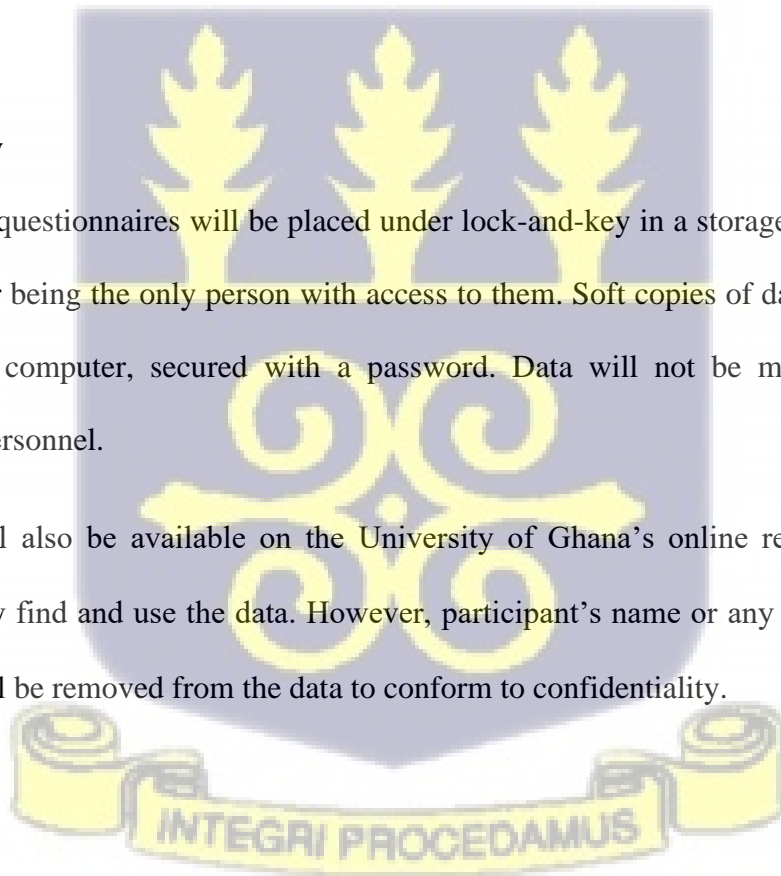 questionnaires will be placed under lock-and-key in a storage
being the only person with access to them. Soft copies of
computer, secured with a password. Data will not be
l also be available on the University of Ghana’s online
find and use the data. However, participant’s name or any
l be removed from the data to conform to confidentiality.
INTEGRI PROCEDAMUS